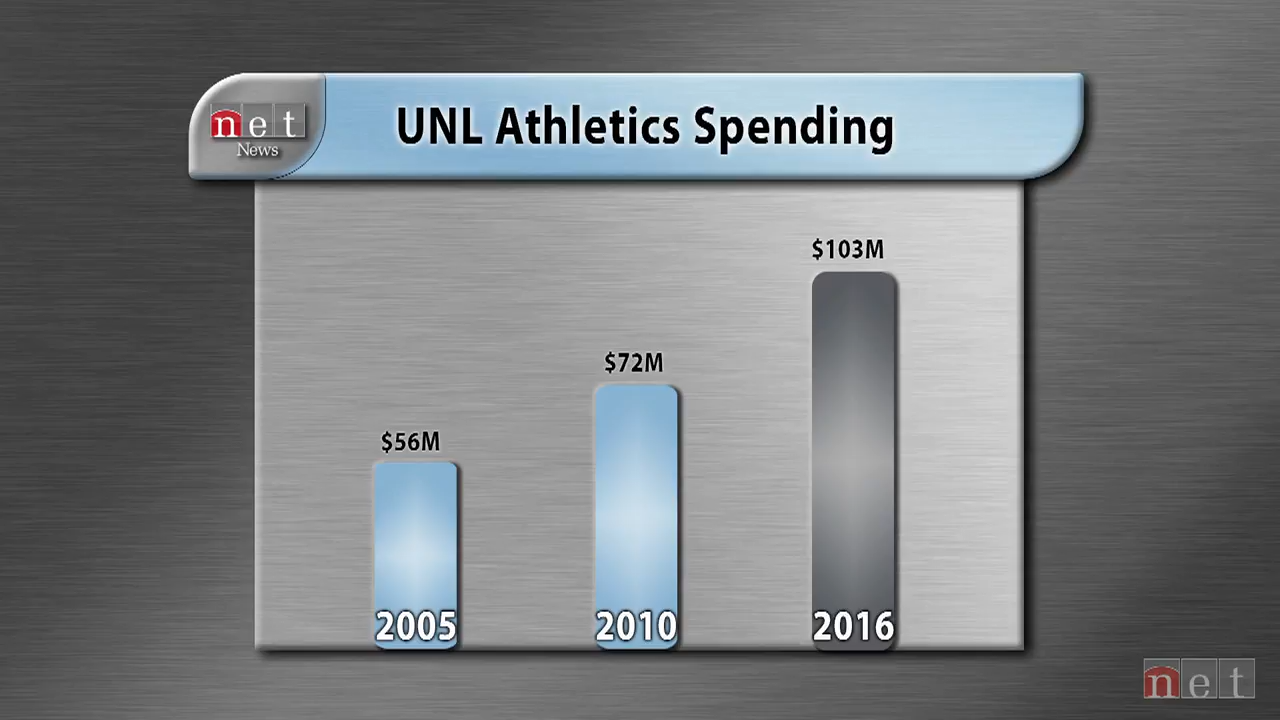 net
News
UNL Athletics Spending
$103M
$72M
$56M
2005
2010
2016
net